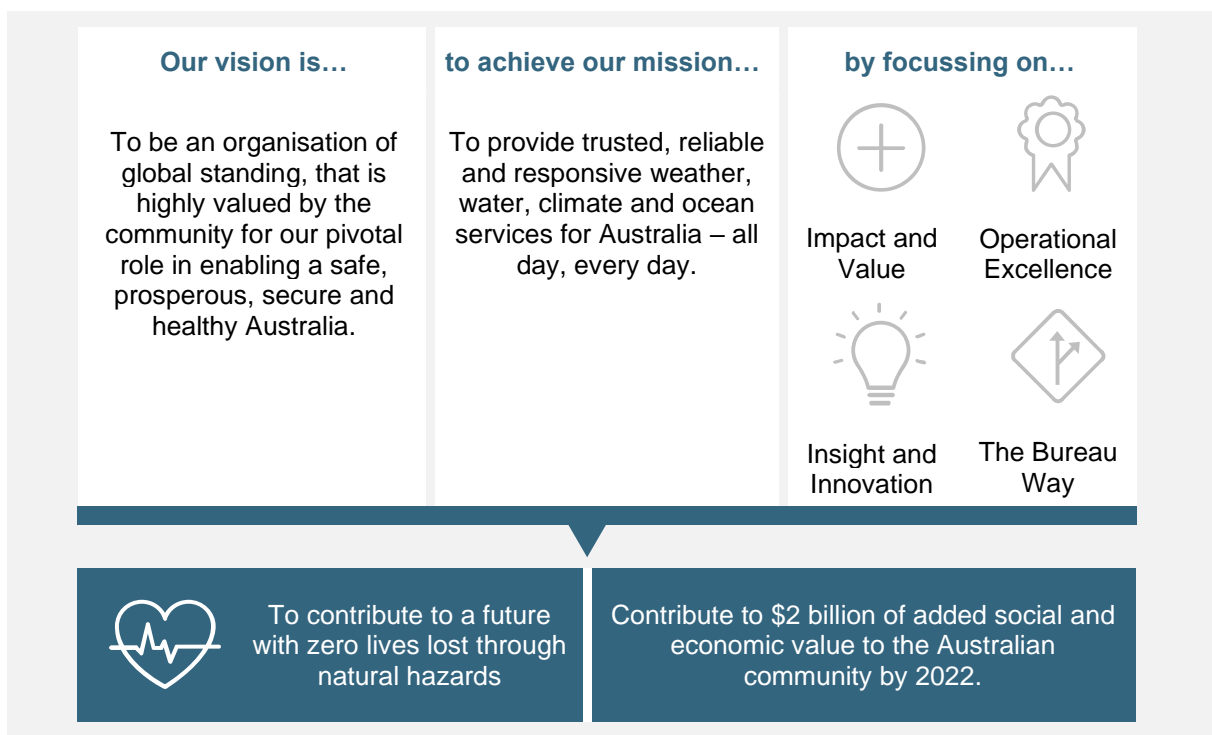 Our vision is…
To be an organisation of
global standing, that is
highly valued by the
community for our pivotal
role in enabling a safe,
prosperous, secure and
healthy Australia.
to achieve our mission…
To provide trusted, reliable
and responsive weather,
water, climate and ocean
services for Australia – all
day, every day.
by focussing on…
Impact and
Value
Operational
Excellence
Insight and
Innovation
The Bureau
Way
To contribute to a future
with zero lives lost through
natural hazards
Contribute to $2 billion of added social and
economic value to the Australian
community by 2022.